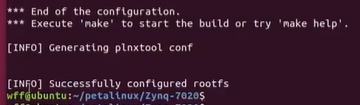 *** End of the configuration.
*** Execute 'make' to start the build or try 'make help'.
[INFO] Generating plnxtool conf
[INFO] Successfully configured rootfs
wff@ubuntu:~/petalinux/Zynq-7020$